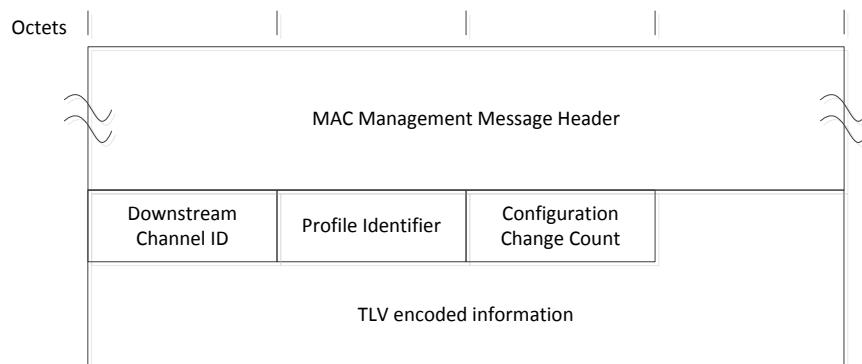 Octets
MAC Management Message Header
Downstream
Channel ID
Profile Identifier
Configuration
Change Count
TLV encoded information